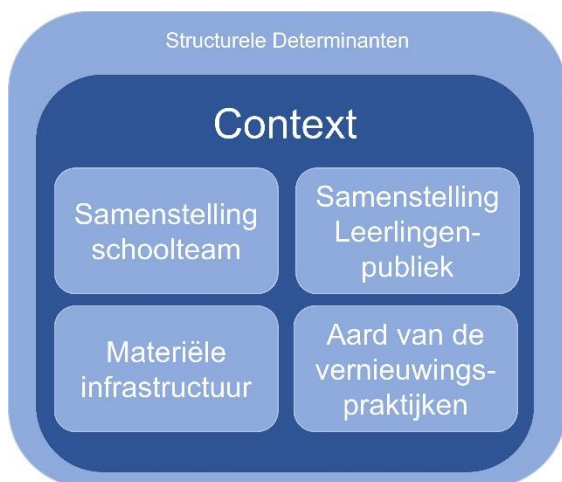 Structurele Determinanten
Context
Samenstelling
schoolteam
Samenstelling
Leerlingen-
publiek
Materiële
infrastructuur
Aard van de
vernieuwings-
praktijken